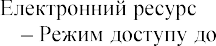 Електронний ресурс
– Режим доступу до